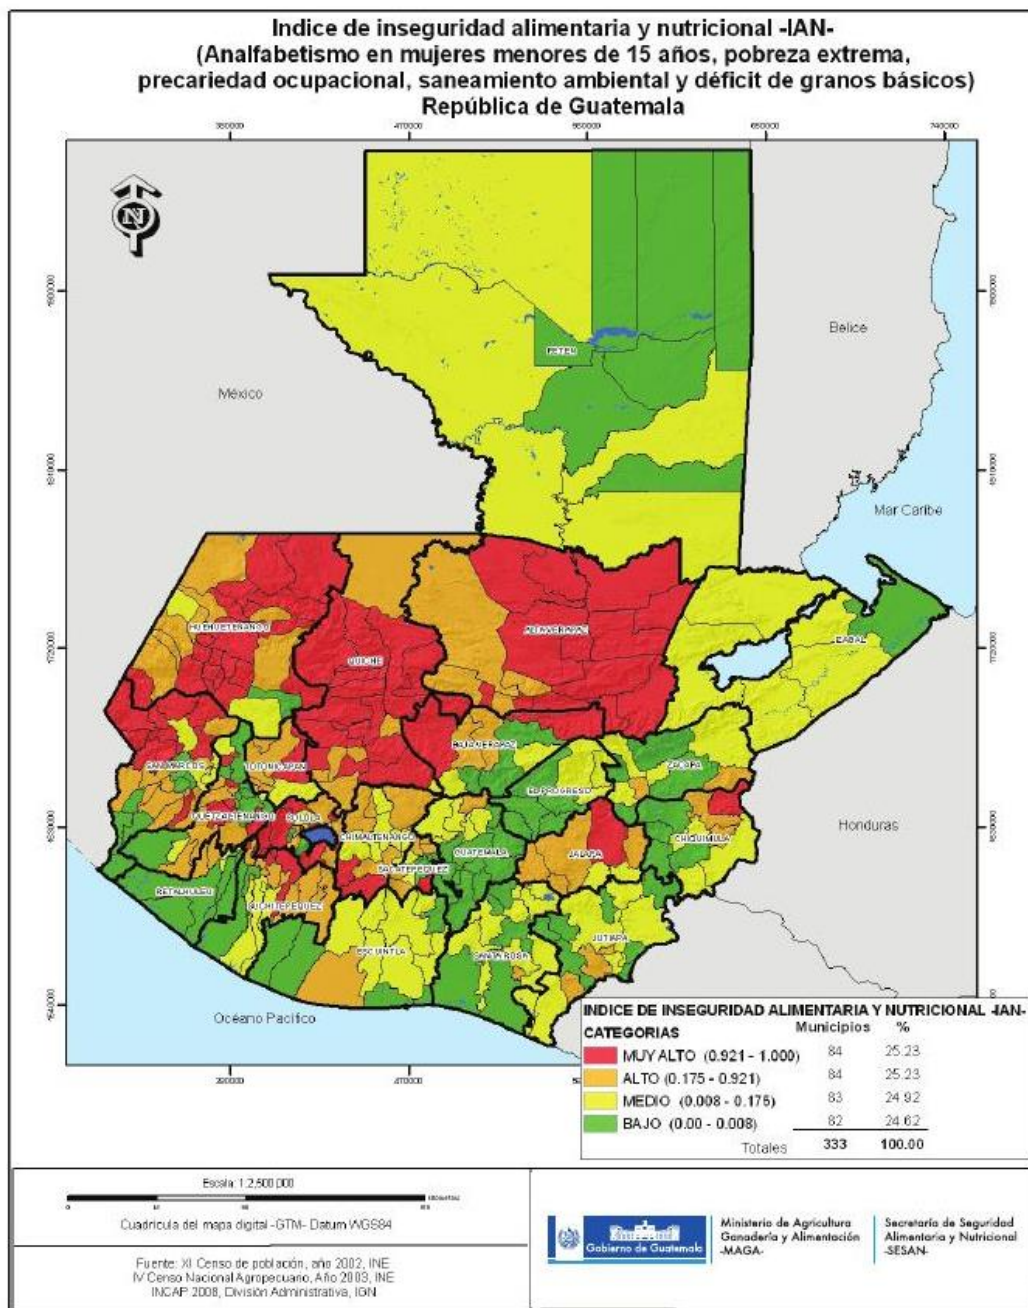 Indice de inseguridad alimentaria y nutricional -IAN-
(Analfabetismo en mujeres menores de 15 años, pobreza extrema,
precariedad ocupacional, saneamiento ambiental y déficit de granos básicos)
República de Guatemala
N
Belice
PETEN
México
Mar Caribe
HUEHUETENANGO
ALTA VERAPAZ
IZABAL
QUICHE
BAJA VERAPAZ
SAN MARCOS
TOTONICAPAN
ZACAPA
EL PROGRESO
QUETZALTENANGO
SOLOLA
CHIMALTENANGO
Honduras
CHIQUIMULA
GUATEMALA
JALAPA
SACATEPEQUEZ
RETALHULEU
SUCHITEPEQUEZ
JUTIAPA
ESCUINTLA
SANTA ROSA
Océano Pacífico
INDICE DE INSEGURIDAD ALIMENTARIA Y NUTRICIONAL -IAN-
CATEGORIAS Municipios %
MUY ALTO (0.921 - 1.000) 84 25.23
ALTO (0.175 - 0.921) 84 25.23
MEDIO (0.008 - 0.175) 83 24.92
BAJO (0.00 - 0.008) 82 24.62
Totales 333 100.00
Escala: 1:2,500,000
Cuadrícula del mapa digital -GTM- Datum WGS84
Fuente: XI Censo de población, año 2002, INE
IV Censo Nacional Agropecuario, Año 2003, INE
INCAP 2008, División Administrativa, IGN
Gobierno de Guatemala
Ministerio de Agricultura
Ganadería y Alimentación
-MAGA-
Secretaría de Seguridad
Alimentaria y Nutricional
-SESAN-